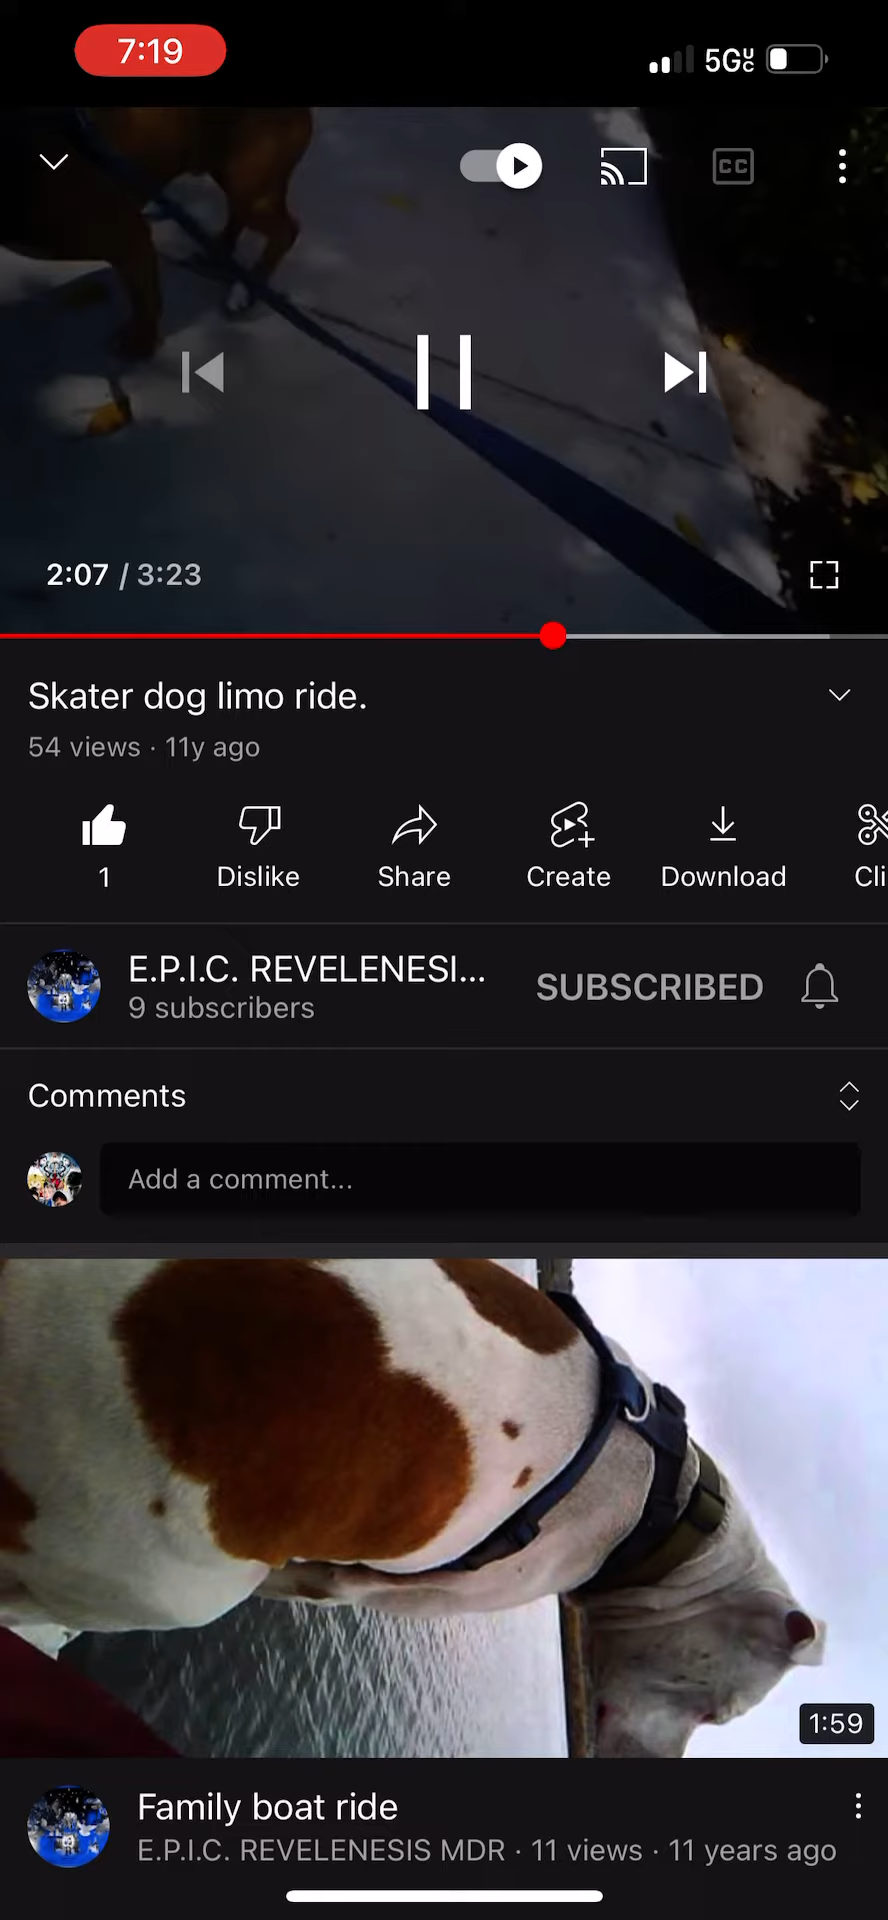 7:19
5GUC
CC
2:07 / 3:23
Skater dog limo ride.
54 views · 11y ago
1
Dislike
Share
Create
Download
Cli
E.P.I.C. REVELENESI...
9 subscribers
SUBSCRIBED
Comments
Add a comment...
1:59
Family boat ride
E.P.I.C. REVELENESIS MDR · 11 views · 11 years ago